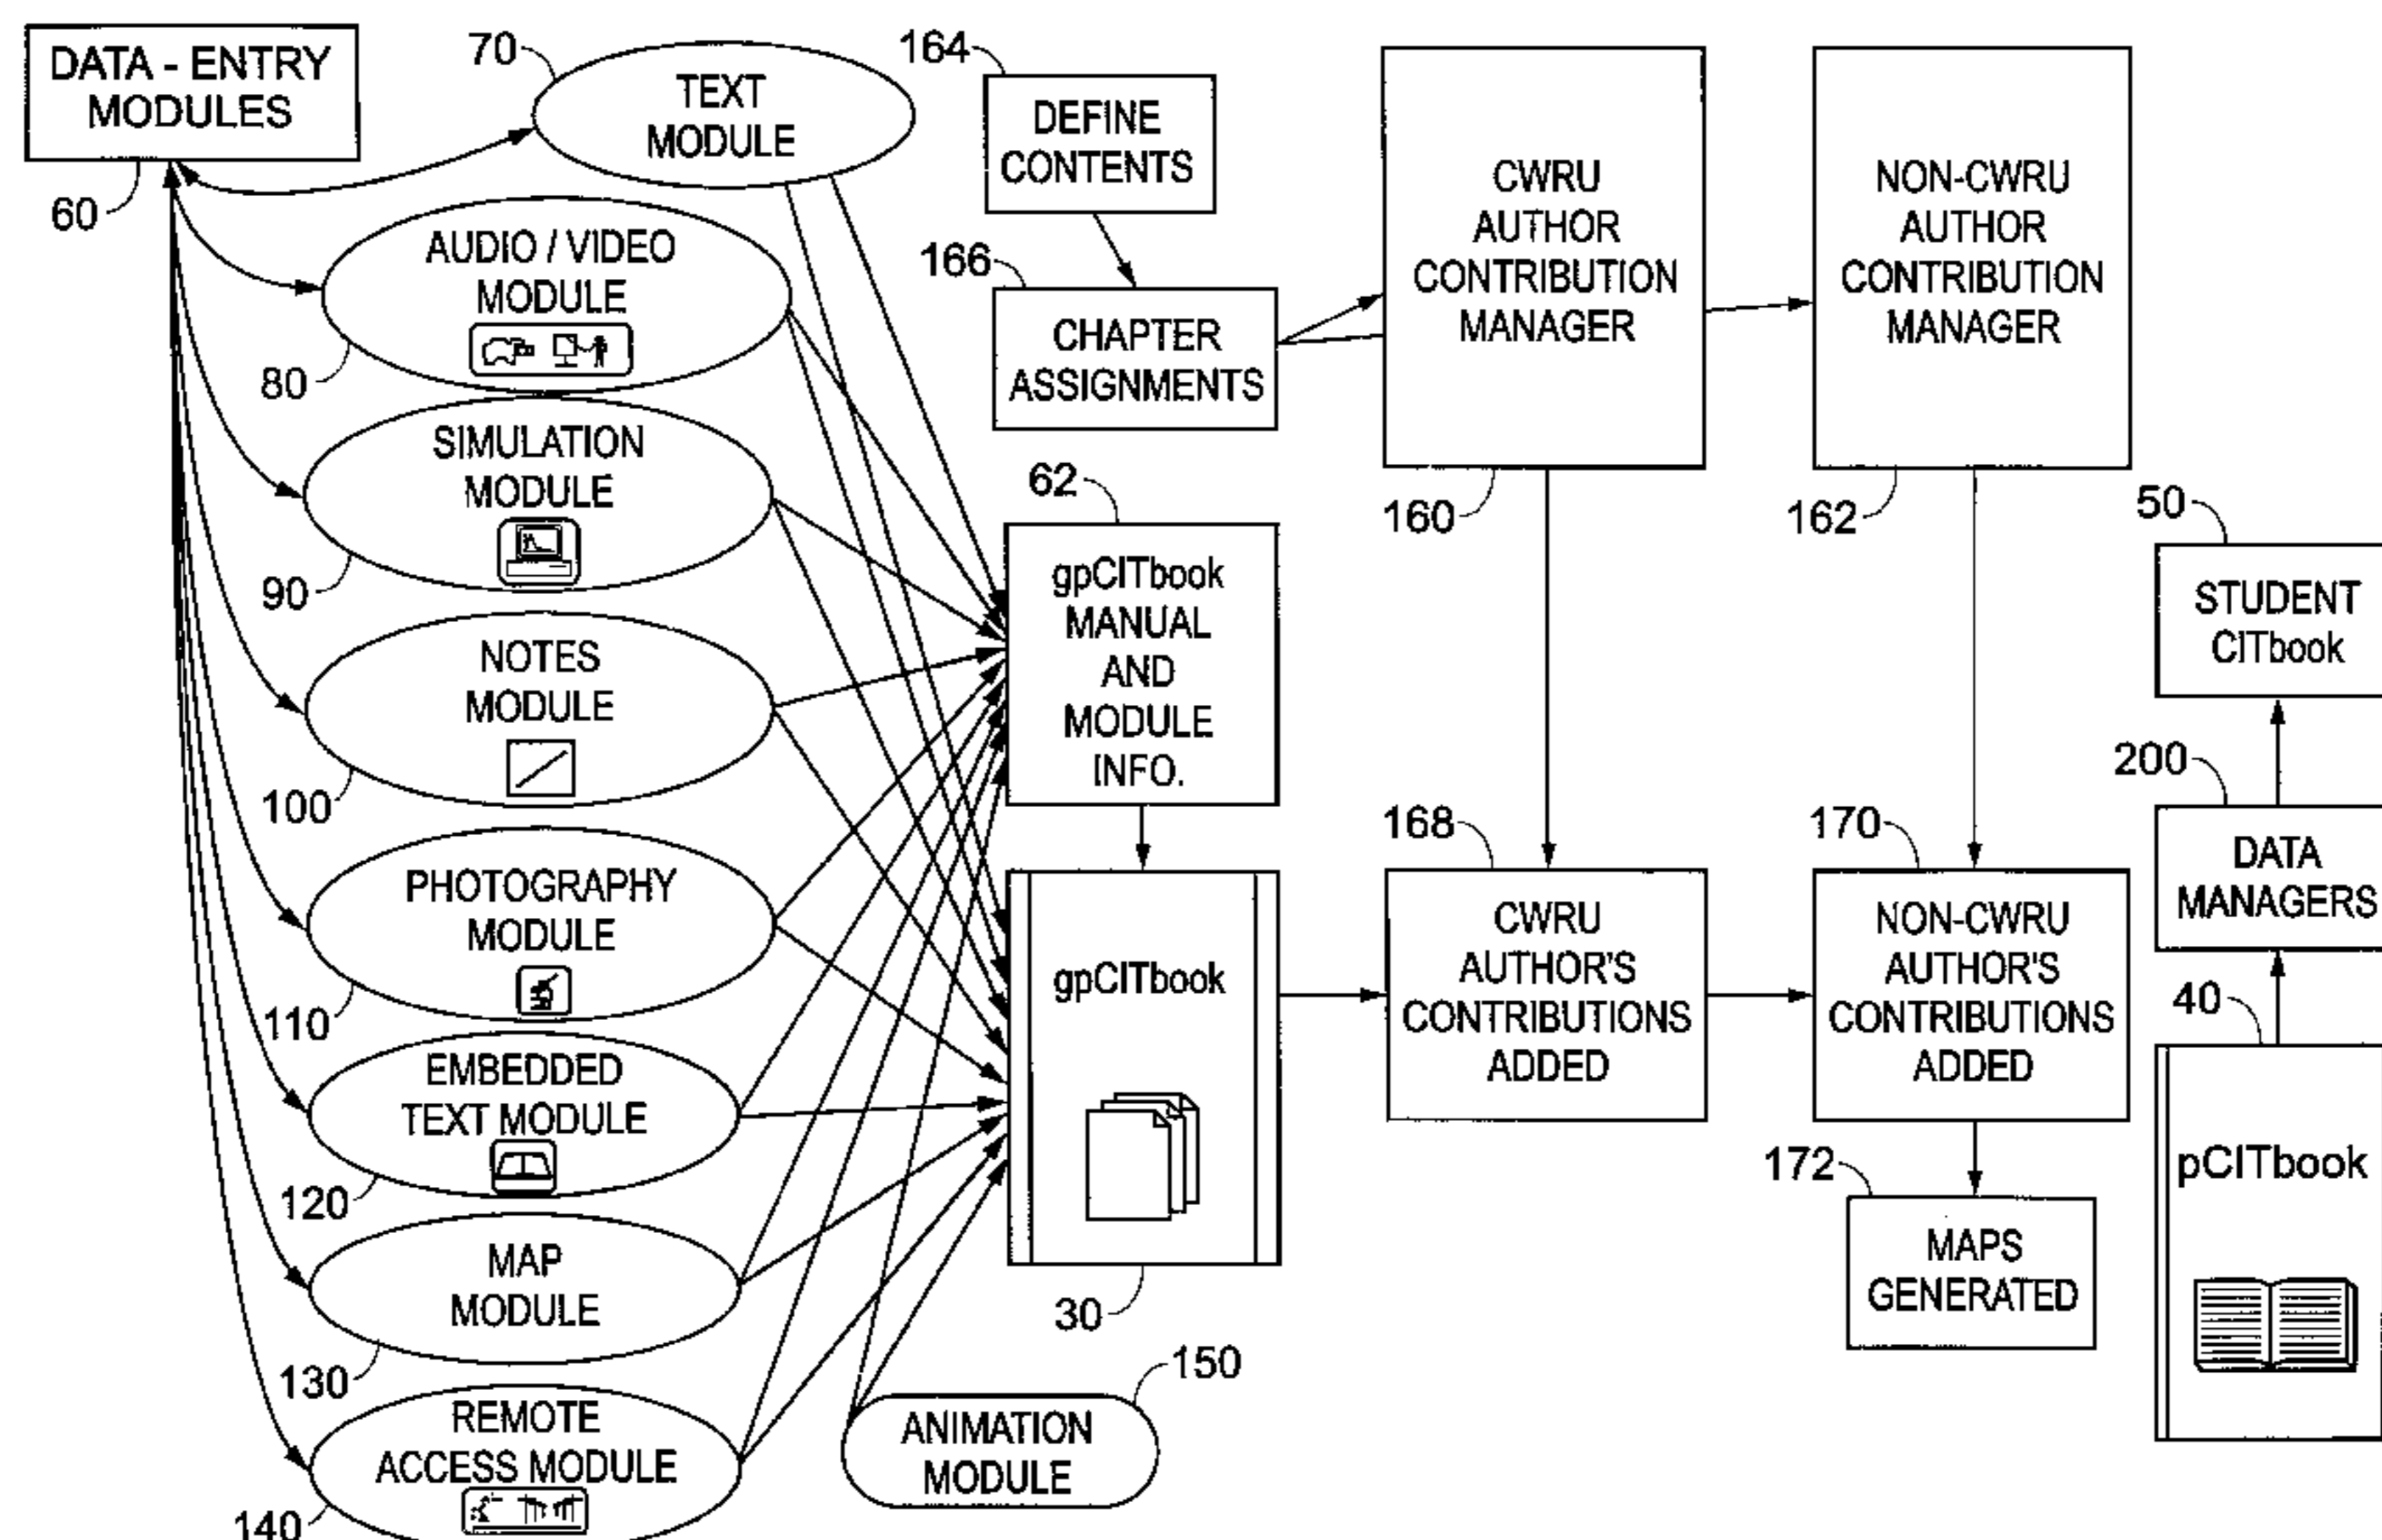 DATA - ENTRY
MODULES
60
70
TEXT
MODULE
AUDIO / VIDEO
MODULE
80
SIMULATION
MODULE
90
NOTES
MODULE
100
PHOTOGRAPHY
MODULE
110
EMBEDDED
TEXT MODULE
120
MAP
MODULE
130
REMOTE
ACCESS MODULE
140
164
DEFINE
CONTENTS
166
CHAPTER
ASSIGNMENTS
62
gpCITbook
MANUAL
AND
MODULE
INFO.
gpCITbook
30
150
ANIMATION
MODULE
CWRU
AUTHOR
CONTRIBUTION
MANAGER
160
NON-CWRU
AUTHOR
CONTRIBUTION
MANAGER
162
168
CWRU
AUTHOR'S
CONTRIBUTIONS
ADDED
170
NON-CWRU
AUTHOR'S
CONTRIBUTIONS
ADDED
172
MAPS
GENERATED
50
STUDENT
CITbook
200
DATA
MANAGERS
40
pCITbook